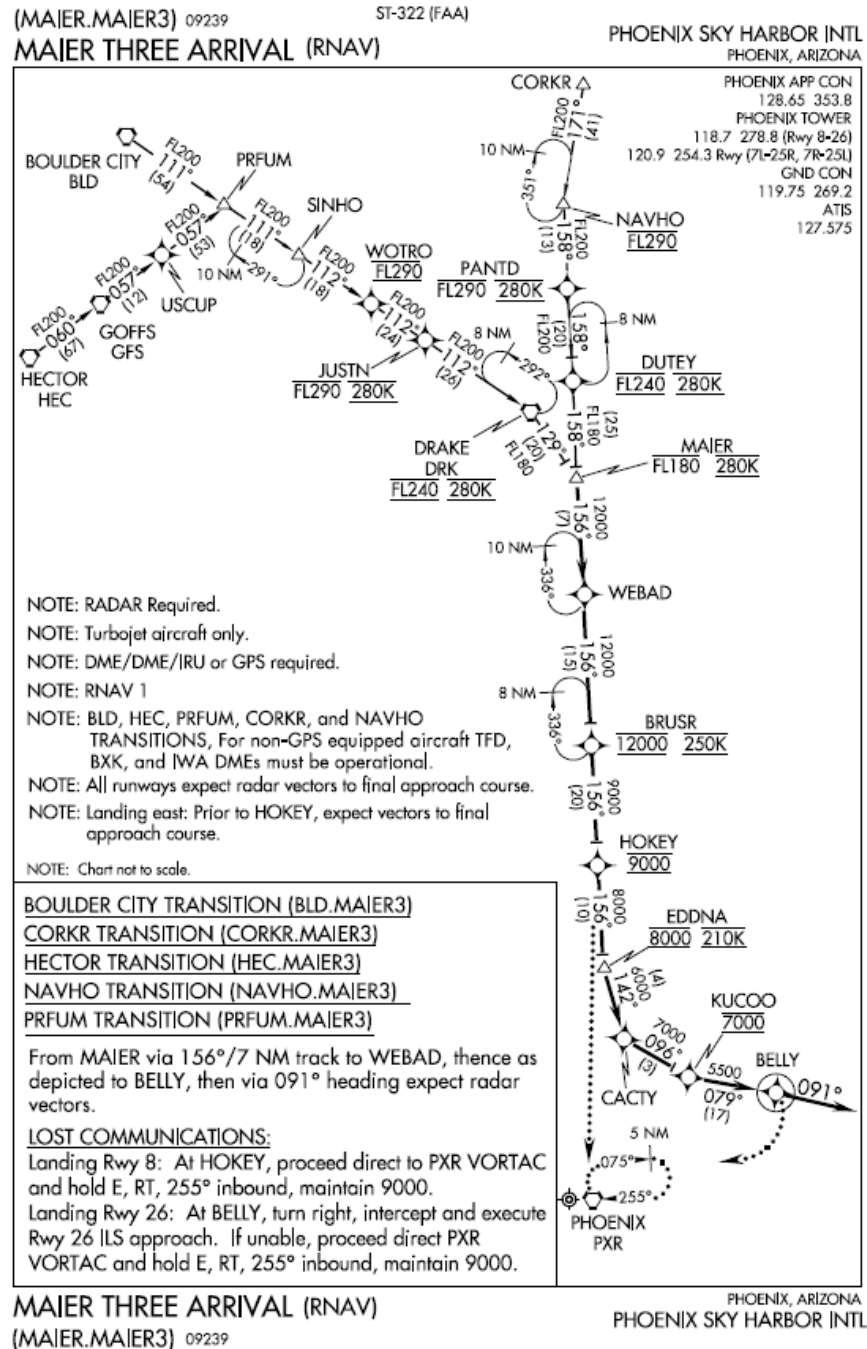 (MAIER.MAIER3) 09239
ST-322 (FAA)
MAIER THREE ARRIVAL (RNAV)
PHOENIX SKY HARBOR INTL
PHOENIX, ARIZONA
PHOENIX APP CON
128.65 353.8
PHOENIX TOWER
118.7 278.8 (Rwy 8-26)
120.9 254.3 Rwy (7L-25R, 7R-25L)
GND CON
119.75 269.2
ATIS
127.575
CORKR
FL200
171°
(14)
10 NM
351°
NAVHO
FL290
FL200
158°
(13)
BOULDER CITY
BLD
FL200
111°
(54)
PRFUM
FL200
111°
(18)
10 NM
291°
SINHO
FL200
112°
(18)
WOTRO
FL290
FL200
112°
(24)
HECTOR
HEC
FL200
060°
(67)
GOFFS
GFS
FL200
057°
(12)
USCUP
FL200
057°
(53)
JUSTN
FL290 280K
FL200
112°
(26)
8 NM
292°
DRAKE
DRK
FL240 280K
129°
(20)
FL180
PANTD
FL290 280K
158°
(20)
FL200
8 NM
DUTEY
FL240 280K
(25)
FL180
158°
MAIER
FL180 280K
12000
156°
(7)
10 NM
336°
WEBAD
12000
156°
(15)
8 NM
336°
BRUSR
12000 250K
9000
156°
(20)
HOKEY
9000
8000
156°
(10)
EDDNA
8000 210K
(4)
6000
142°
CACTY
7000
096°
(3)
KUCOO
7000
5500
079°
(17)
BELLY
091°
5 NM
075°
255°
PHOENIX
PXR
NOTE: RADAR Required.
NOTE: Turbojet aircraft only.
NOTE: DME/DME/IRU or GPS required.
NOTE: RNAV 1
NOTE: BLD, HEC, PRFUM, CORKR, and NAVHO
TRANSITIONS, For non-GPS equipped aircraft TFD,
BXK, and IWA DMEs must be operational.
NOTE: All runways expect radar vectors to final approach course.
NOTE: Landing east: Prior to HOKEY, expect vectors to final
approach course.
NOTE: Chart not to scale.
BOULDER CITY TRANSITION (BLD.MAIER3)
CORKR TRANSITION (CORKR.MAIER3)
HECTOR TRANSITION (HEC.MAIER3)
NAVHO TRANSITION (NAVHO.MAIER3)
PRFUM TRANSITION (PRFUM.MAIER3)
From MAIER via 156°/7 NM track to WEBAD, thence as
depicted to BELLY, then via 091° heading expect radar
vectors.
LOST COMMUNICATIONS:
Landing Rwy 8: At HOKEY, proceed direct to PXR VORTAC
and hold E, RT, 255° inbound, maintain 9000.
Landing Rwy 26: At BELLY, turn right, intercept and execute
Rwy 26 ILS approach. If unable, proceed direct PXR
VORTAC and hold E, RT, 255° inbound, maintain 9000.
MAIER THREE ARRIVAL (RNAV)
(MAIER.MAIER3) 09239
PHOENIX, ARIZONA
PHOENIX SKY HARBOR INTL